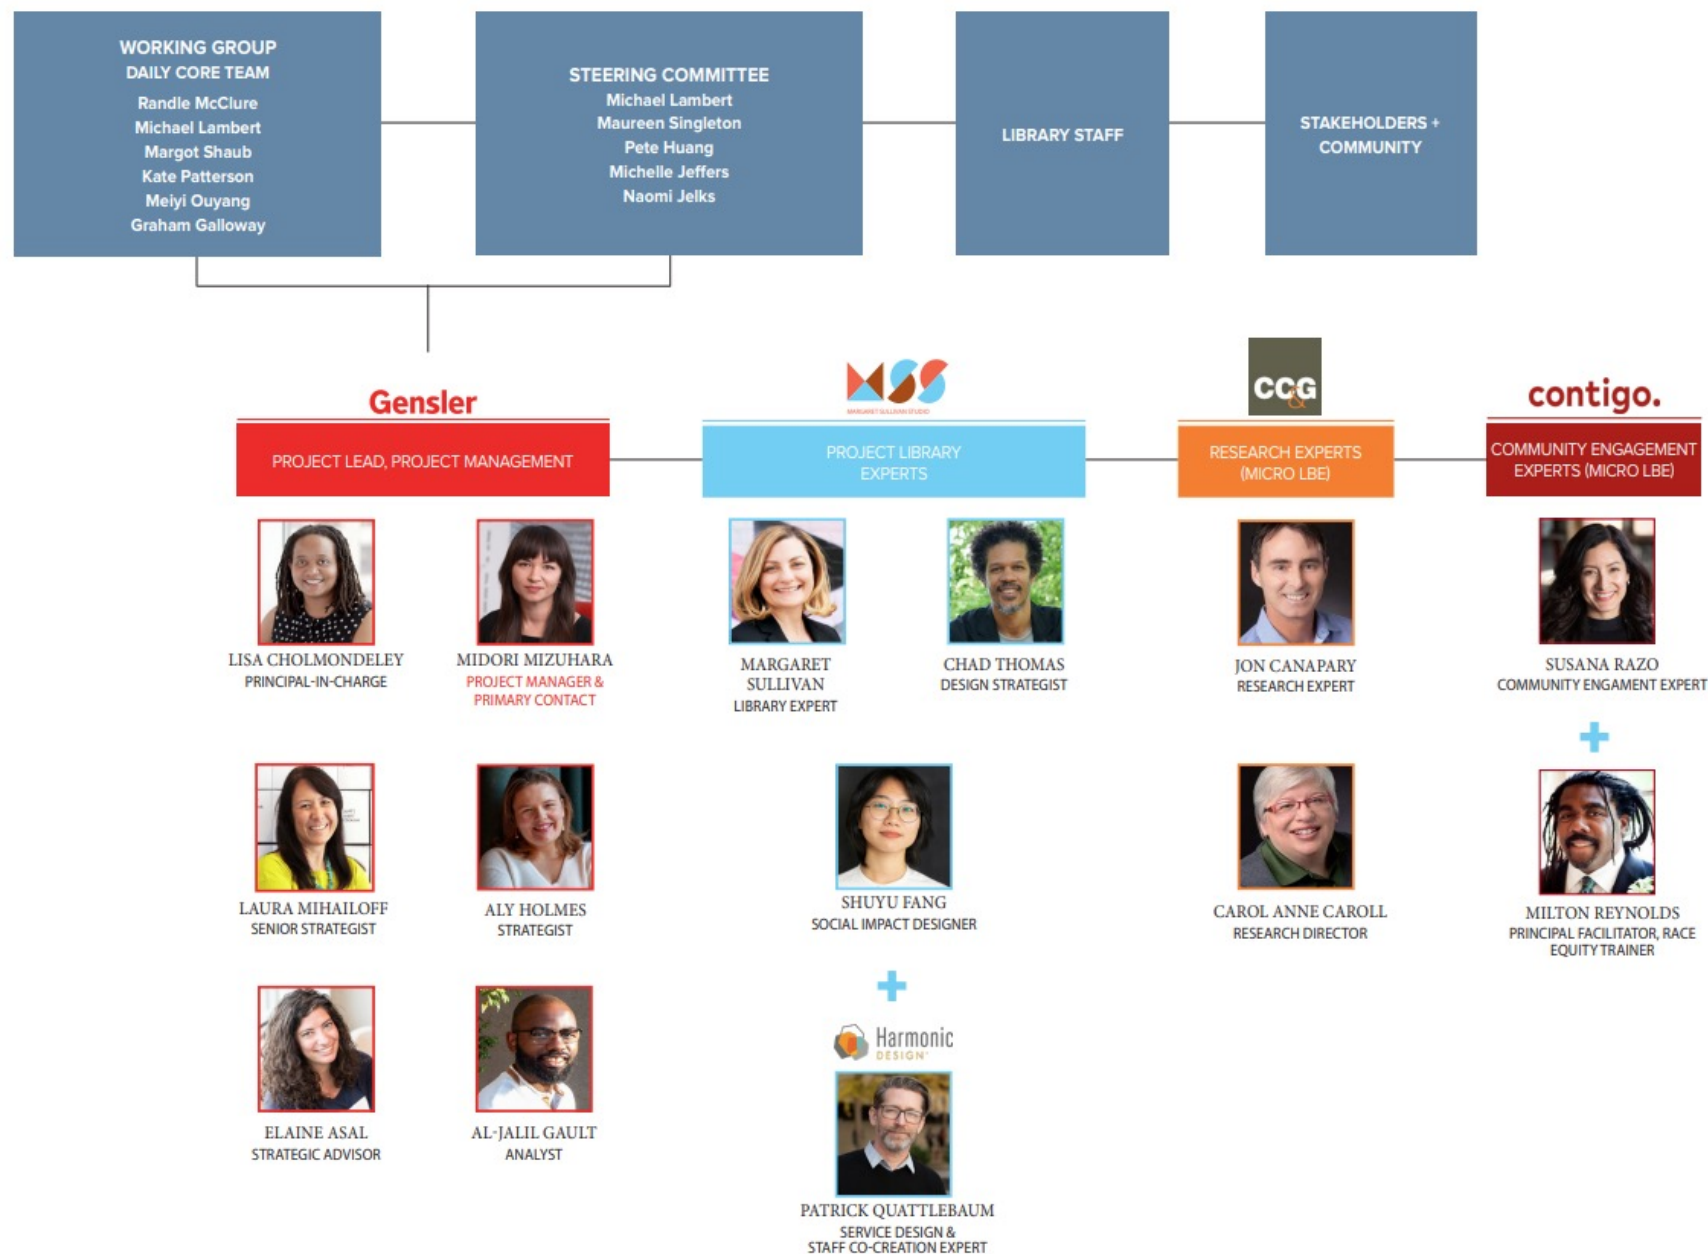 WORKING GROUP
DAILY CORE TEAM
Randle McClure
Michael Lambert
Margot Shaub
Kate Patterson
Meiyi Ouyang
Graham Galloway
STEERING COMMITTEE
Michael Lambert
Maureen Singleton
Pete Huang
Michelle Jeffers
Naomi Jelks
LIBRARY STAFF
STAKEHOLDERS +
COMMUNITY
Gensler
PROJECT LEAD, PROJECT MANAGEMENT
MSS
MARGARET SULLIVAN STUDIO
PROJECT LIBRARY
EXPERTS
CC&G
RESEARCH EXPERTS
(MICRO LBE)
contigo.
COMMUNITY ENGAGEMENT
EXPERTS (MICRO LBE)
LISA CHOLMONDELEY
PRINCIPAL-IN-CHARGE
MIDORI MIZUHARA
PROJECT MANAGER &
PRIMARY CONTACT
MARGARET
SULLIVAN
LIBRARY EXPERT
CHAD THOMAS
DESIGN STRATEGIST
JON CANAPARY
RESEARCH EXPERT
SUSANA RAZO
COMMUNITY ENGAMENT EXPERT
+
LAURA MIHAILOFF
SENIOR STRATEGIST
ALY HOLMES
STRATEGIST
SHUYU FANG
SOCIAL IMPACT DESIGNER
CAROL ANNE CAROLL
RESEARCH DIRECTOR
MILTON REYNOLDS
PRINCIPAL FACILITATOR, RACE
EQUITY TRAINER
+
Harmonic
DESIGN
ELAINE ASAL
STRATEGIC ADVISOR
AL-JALIL GAULT
ANALYST
PATRICK QUATTLEBAUM
SERVICE DESIGN &
STAFF CO-CREATION EXPERT